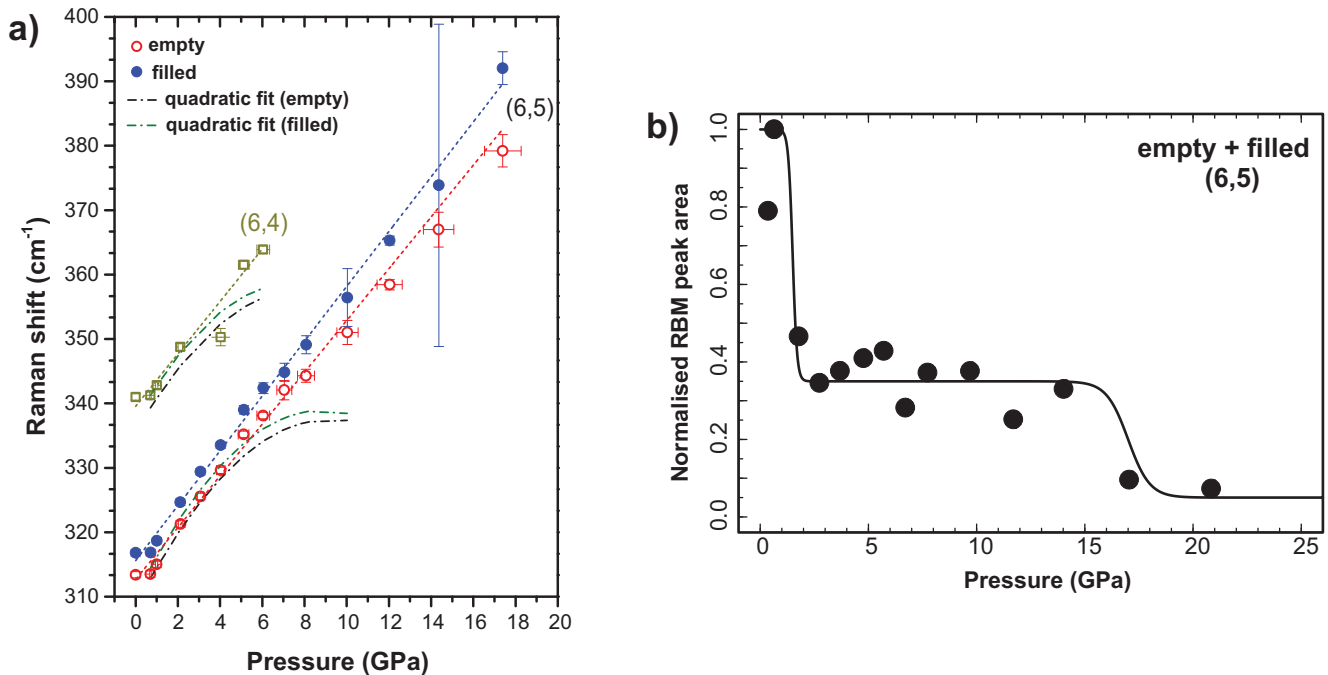 a)
400
390
380
370
360
350
340
330
320
310
Raman shift (cm⁻¹)
empty
filled
quadratic fit (empty)
quadratic fit (filled)
(6,5)
(6,4)
0 2 4 6 8 10 12 14 16 18 20
Pressure (GPa)
b)
1.0
0.8
0.6
0.4
0.2
0.0
Normalised RBM peak area
empty + filled
(6,5)
0 5 10 15 20 25
Pressure (GPa)